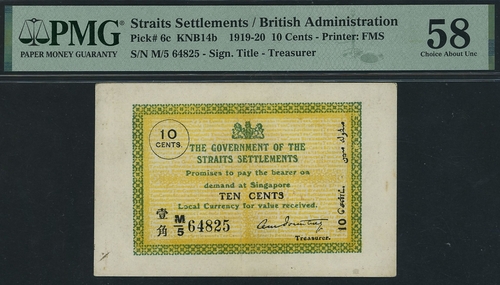 PMG
PAPER MONEY GUARANTY
Straits Settlements / British Administration
Pick# 6c KNB14b 1919-20 10 Cents - Printer: FMS
S/N M/5 64825 - Sign. Title - Treasurer
58
Choice About Unc
10
CENTS.
THE GOVERNMENT OF THE
STRAITS SETTLEMENTS
Promises to pay the bearer on
demand at Singapore
TEN CENTS
Local Currency for value received.
壹角
M/5 64825
Treasurer.
10 Cents